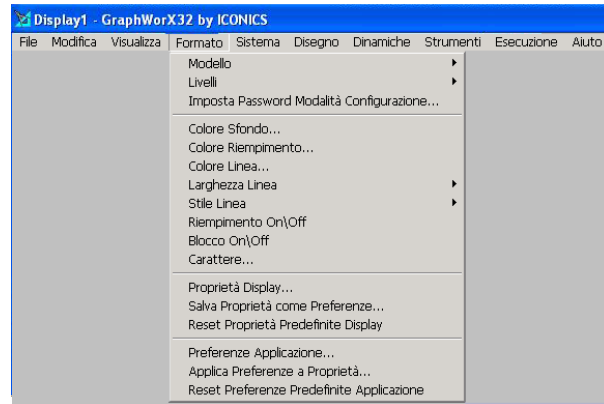 Display1 - GraphWorX32 by ICONICS
File Modifica Visualizza Formato Sistema Disegno Dinamiche Strumenti Esecuzione Aiuto
Modello
Livelli
Imposta Password Modalità Configurazione...
Colore Sfondo...
Colore Riempimento...
Colore Linea...
Larghezza Linea
Stile Linea
Riempimento On\Off
Blocco On\Off
Carattere...
Proprietà Display...
Salva Proprietà come Preferenze...
Reset Proprietà Predefinite Display
Preferenze Applicazione...
Applica Preferenze a Proprietà...
Reset Preferenze Predefinite Applicazione